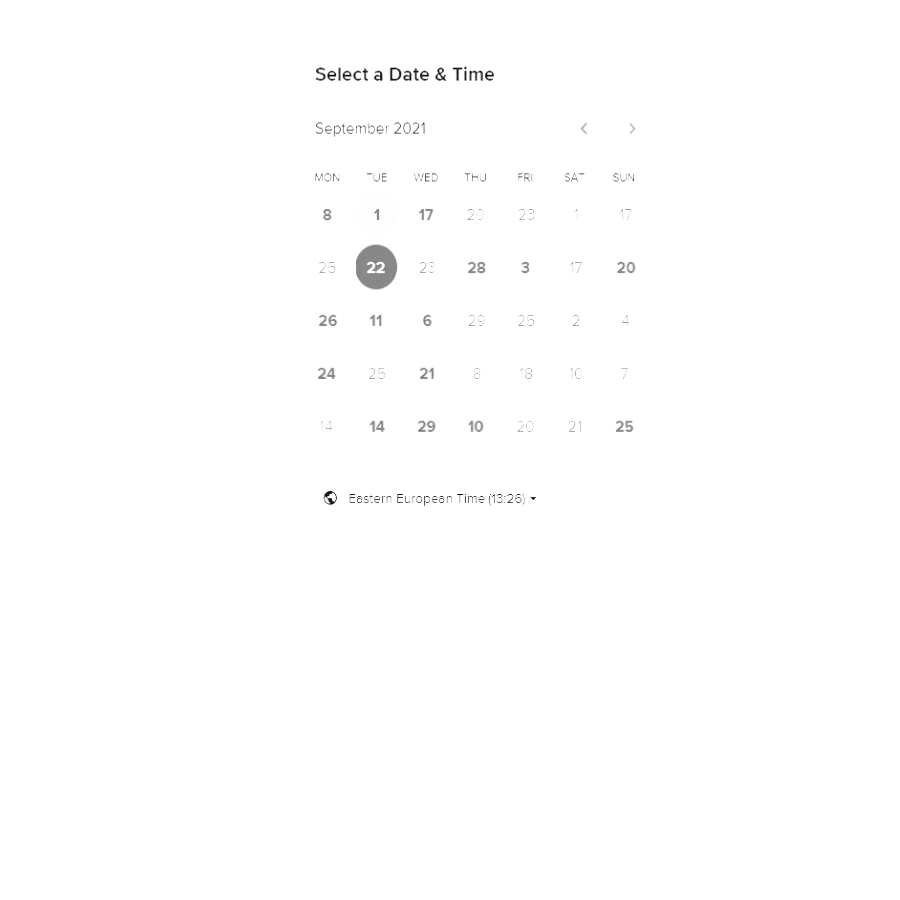 Select a Date & Time
September 2021
MON TUE WED THU FRI SAT SUN
8 1 17 20 23 1 17
25 22 23 28 3 17 20
26 11 6 29 25 2 4
24 25 21 8 18 10 7
14 14 29 10 20 21 25
Eastern European Time (13:26)